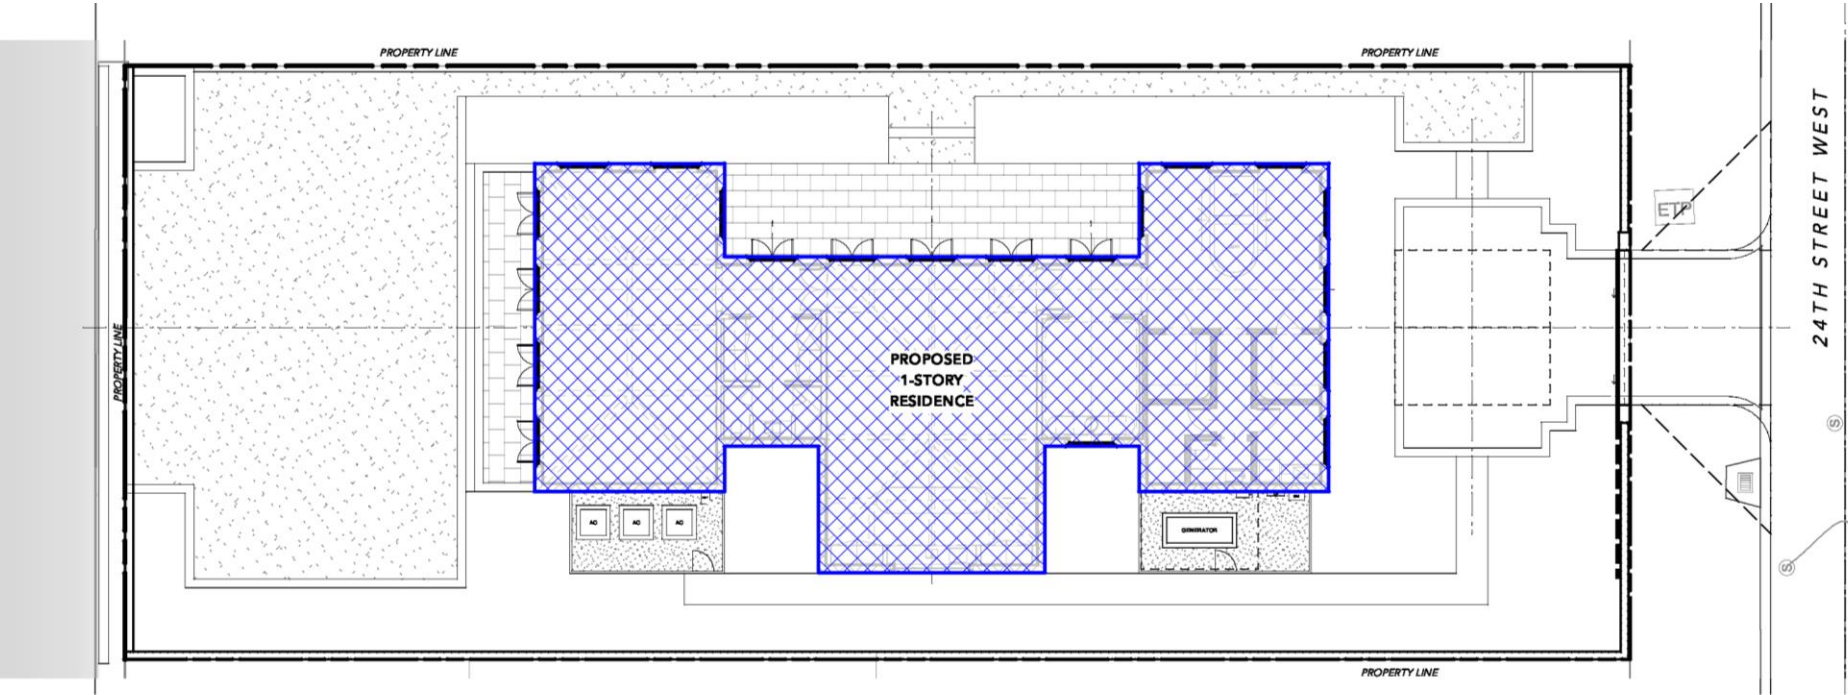 PROPERTY LINE
PROPERTY LINE
24TH STREET WEST
ETP
PROPERTY LINE
PROPOSED
1-STORY
RESIDENCE
S
AC
AC
AC
GENERATOR
S
PROPERTY LINE